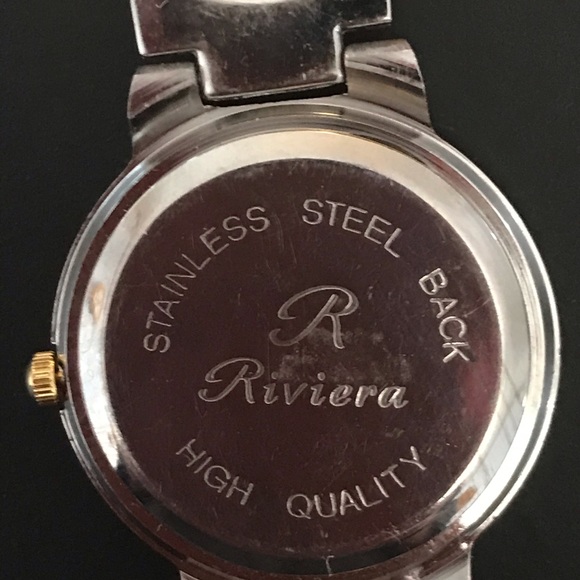 STAINLESS STEEL BACK
R
Riviera
HIGH QUALITY